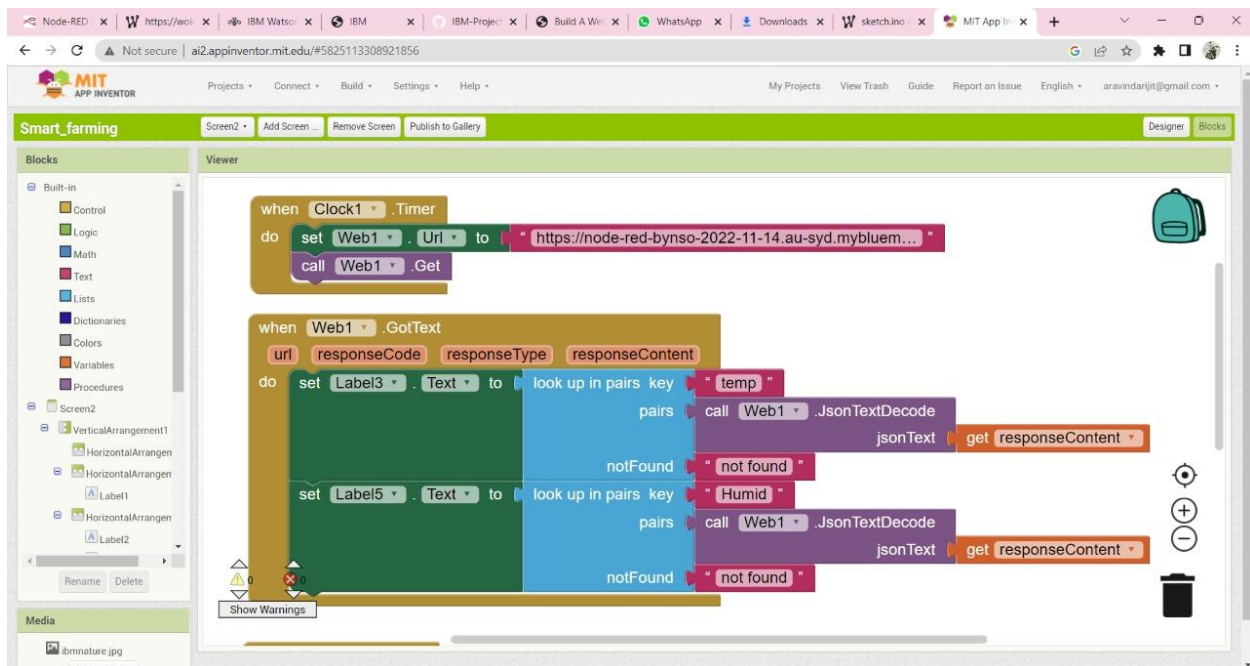 Node-RED
https://wok
IBM Watson
IBM
IBM-Project
Build A We
WhatsApp
Downloads
sketch.ino
MIT App In
Not secure | ai2.appinventor.mit.edu/#5825113308921856
MIT
APP INVENTOR
Projects Connect Build Settings Help
My Projects View Trash Guide Report an Issue English aravindarijit@gmail.com
Smart_farming
Screen2 Add Screen ... Remove Screen Publish to Gallery
Designer Blocks
Blocks
Viewer
Built-in
Control
Logic
Math
Text
Lists
Dictionaries
Colors
Variables
Procedures
Screen2
VerticalArrangement1
HorizontalArrangen
HorizontalArrangen
Label1
HorizontalArrangen
Label2
Rename Delete
Media
ibmnature.jpg
when Clock1 .Timer
do set Web1 . Url to " https://node-red-bynso-2022-11-14.au-syd.mybluem... "
call Web1 .Get
when Web1 .GotText
url responseCode responseType responseContent
do set Label3 . Text to look up in pairs key " temp "
pairs call Web1 .JsonTextDecode
jsonText get responseContent
notFound " not found "
set Label5 . Text to look up in pairs key " Humid "
pairs call Web1 .JsonTextDecode
jsonText get responseContent
notFound " not found "
0 0
Show Warnings